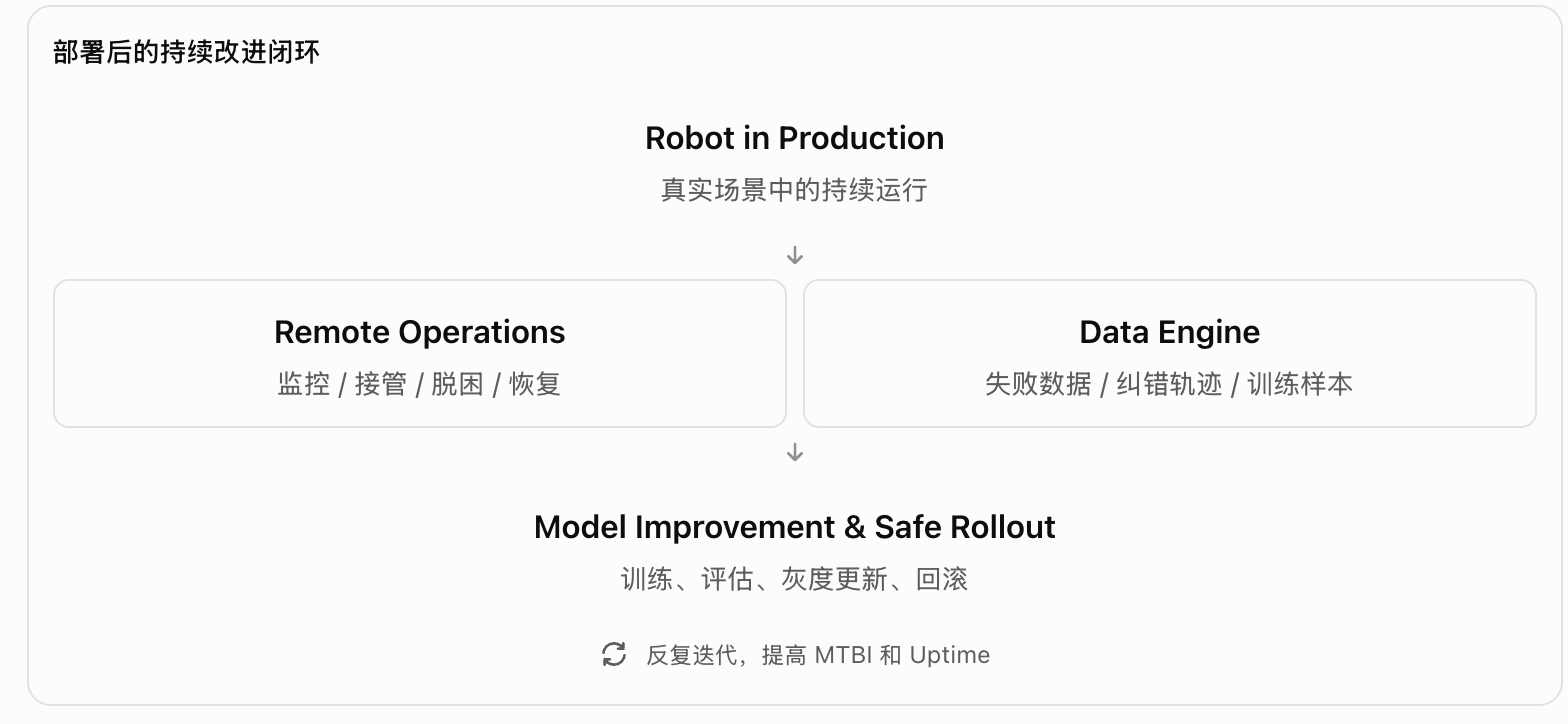 部署后的持续改进闭环
Robot in Production
真实场景中的持续运行
Remote Operations
监控 / 接管 / 脱困 / 恢复
Data Engine
失败数据 / 纠错轨迹 / 训练样本
Model Improvement & Safe Rollout
训练、评估、灰度更新、回滚
反复迭代，提高 MTBI 和 Uptime